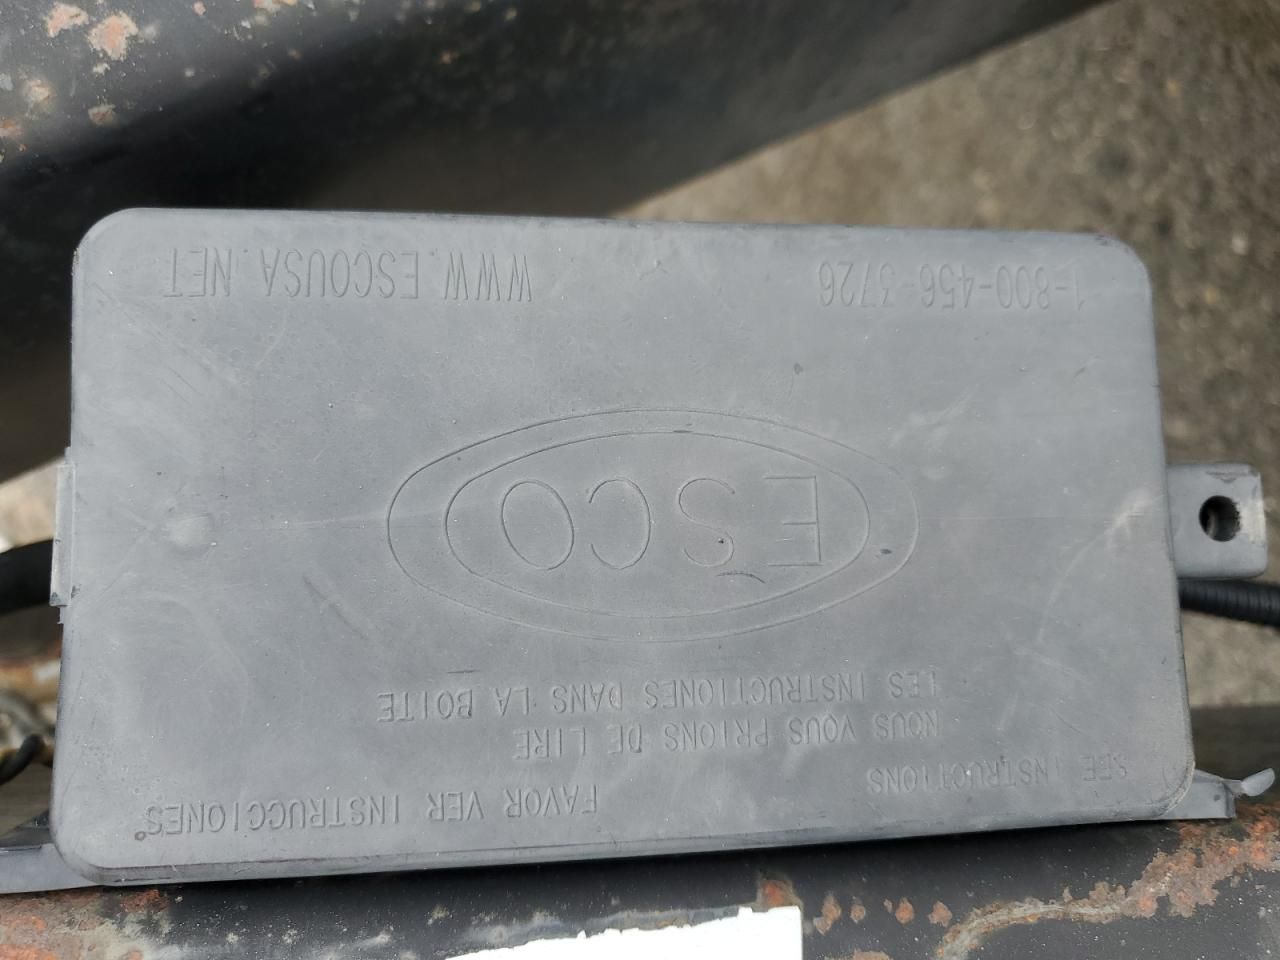 SEE INSTRUCTIONS
FAVOR VER INSTRUCCIONES
NOUS VOUS PRIONS DE LIRE
LES INSTRUCTIONES DANS LA BOITE
ESCO
1-800-456-3726
WWW.ESCOUSA.NET